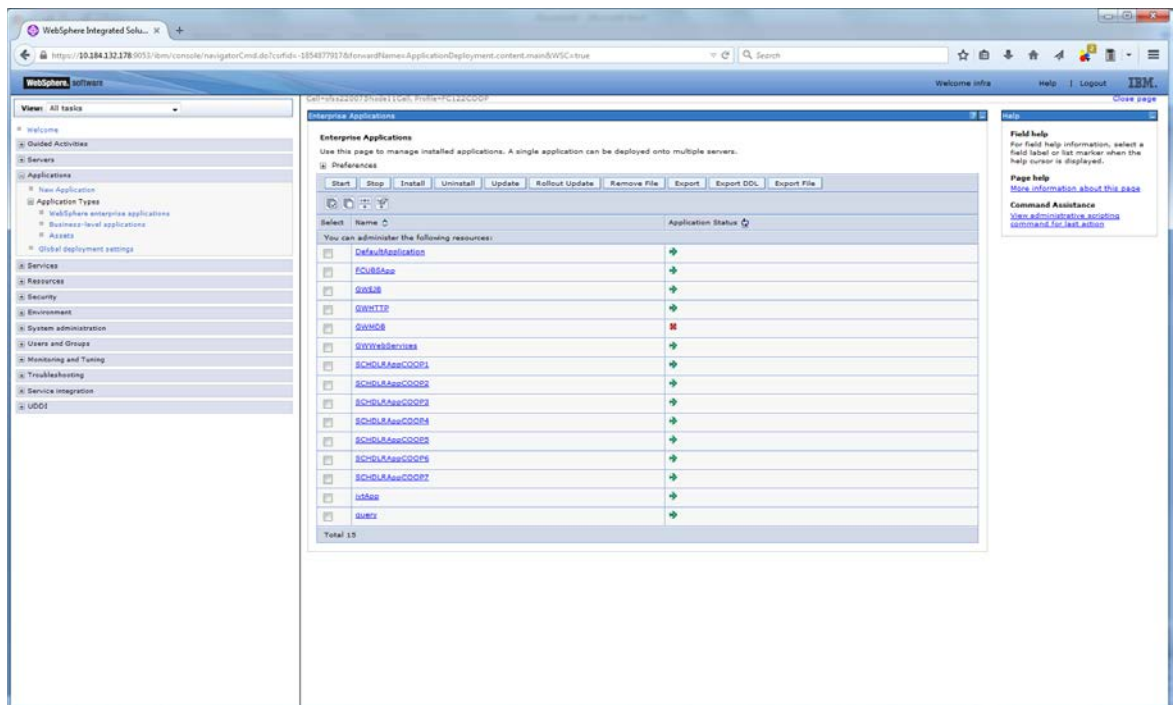 WebSphere Integrated Solu... × +
https://10.184.132.178:9053/ibm/console/navigatorCmd.do?csrfid=-1854877917&forwardName=ApplicationDeployment.content.main&WSC=true
Search
WebSphere. software
Welcome infra Help | Logout IBM.
View: All tasks
Profile=FC122COOP
Close page
Welcome
Guided Activities
Servers
Applications
New Application
Application Types
WebSphere enterprise applications
Business-level applications
Assets
Global deployment settings
Services
Resources
Security
Environment
System administration
Users and Groups
Monitoring and Tuning
Troubleshooting
Service integration
UDDI
Enterprise Applications
Enterprise Applications
Use this page to manage installed applications. A single application can be deployed onto multiple servers.
Preferences
Start Stop Install Uninstall Update Rollout Update Remove File Export Export DDL Export File
Select Name Application Status
You can administer the following resources:
DefaultApplication
FCUBSApp
GWEJB
GWHTTP
GWMDB
GWWebServices
SCHDLRAppCOOP1
SCHDLRAppCOOP2
SCHDLRAppCOOP3
SCHDLRAppCOOP4
SCHDLRAppCOOP5
SCHDLRAppCOOP6
SCHDLRAppCOOP7
ivtApp
query
Total 15
Help
Field help
For field help information, select a
field label or list marker when the
help cursor is displayed.
Page help
More information about this page
Command Assistance
View administrative scripting
command for last action